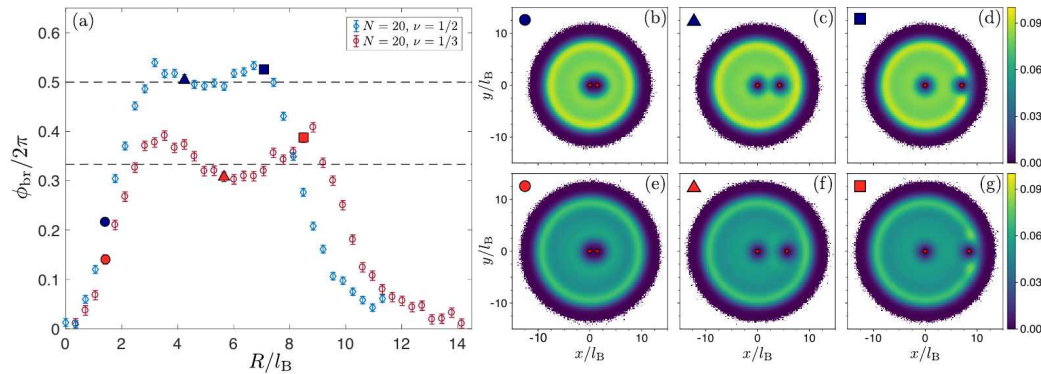 (a)
N = 20, ν = 1/2
N = 20, ν = 1/3
0.6
0.5
0.4
0.3
0.2
0.1
0
ϕbr/2π
0 2 4 6 8 10 12 14
R/lB
(b) (c) (d)
10
0
-10
y/lB
0.09
0.06
0.03
0.00
(e) (f) (g)
10
0
-10
y/lB
0.09
0.06
0.03
0.00
-10 0 10 -10 0 10 -10 0 10
x/lB x/lB x/lB